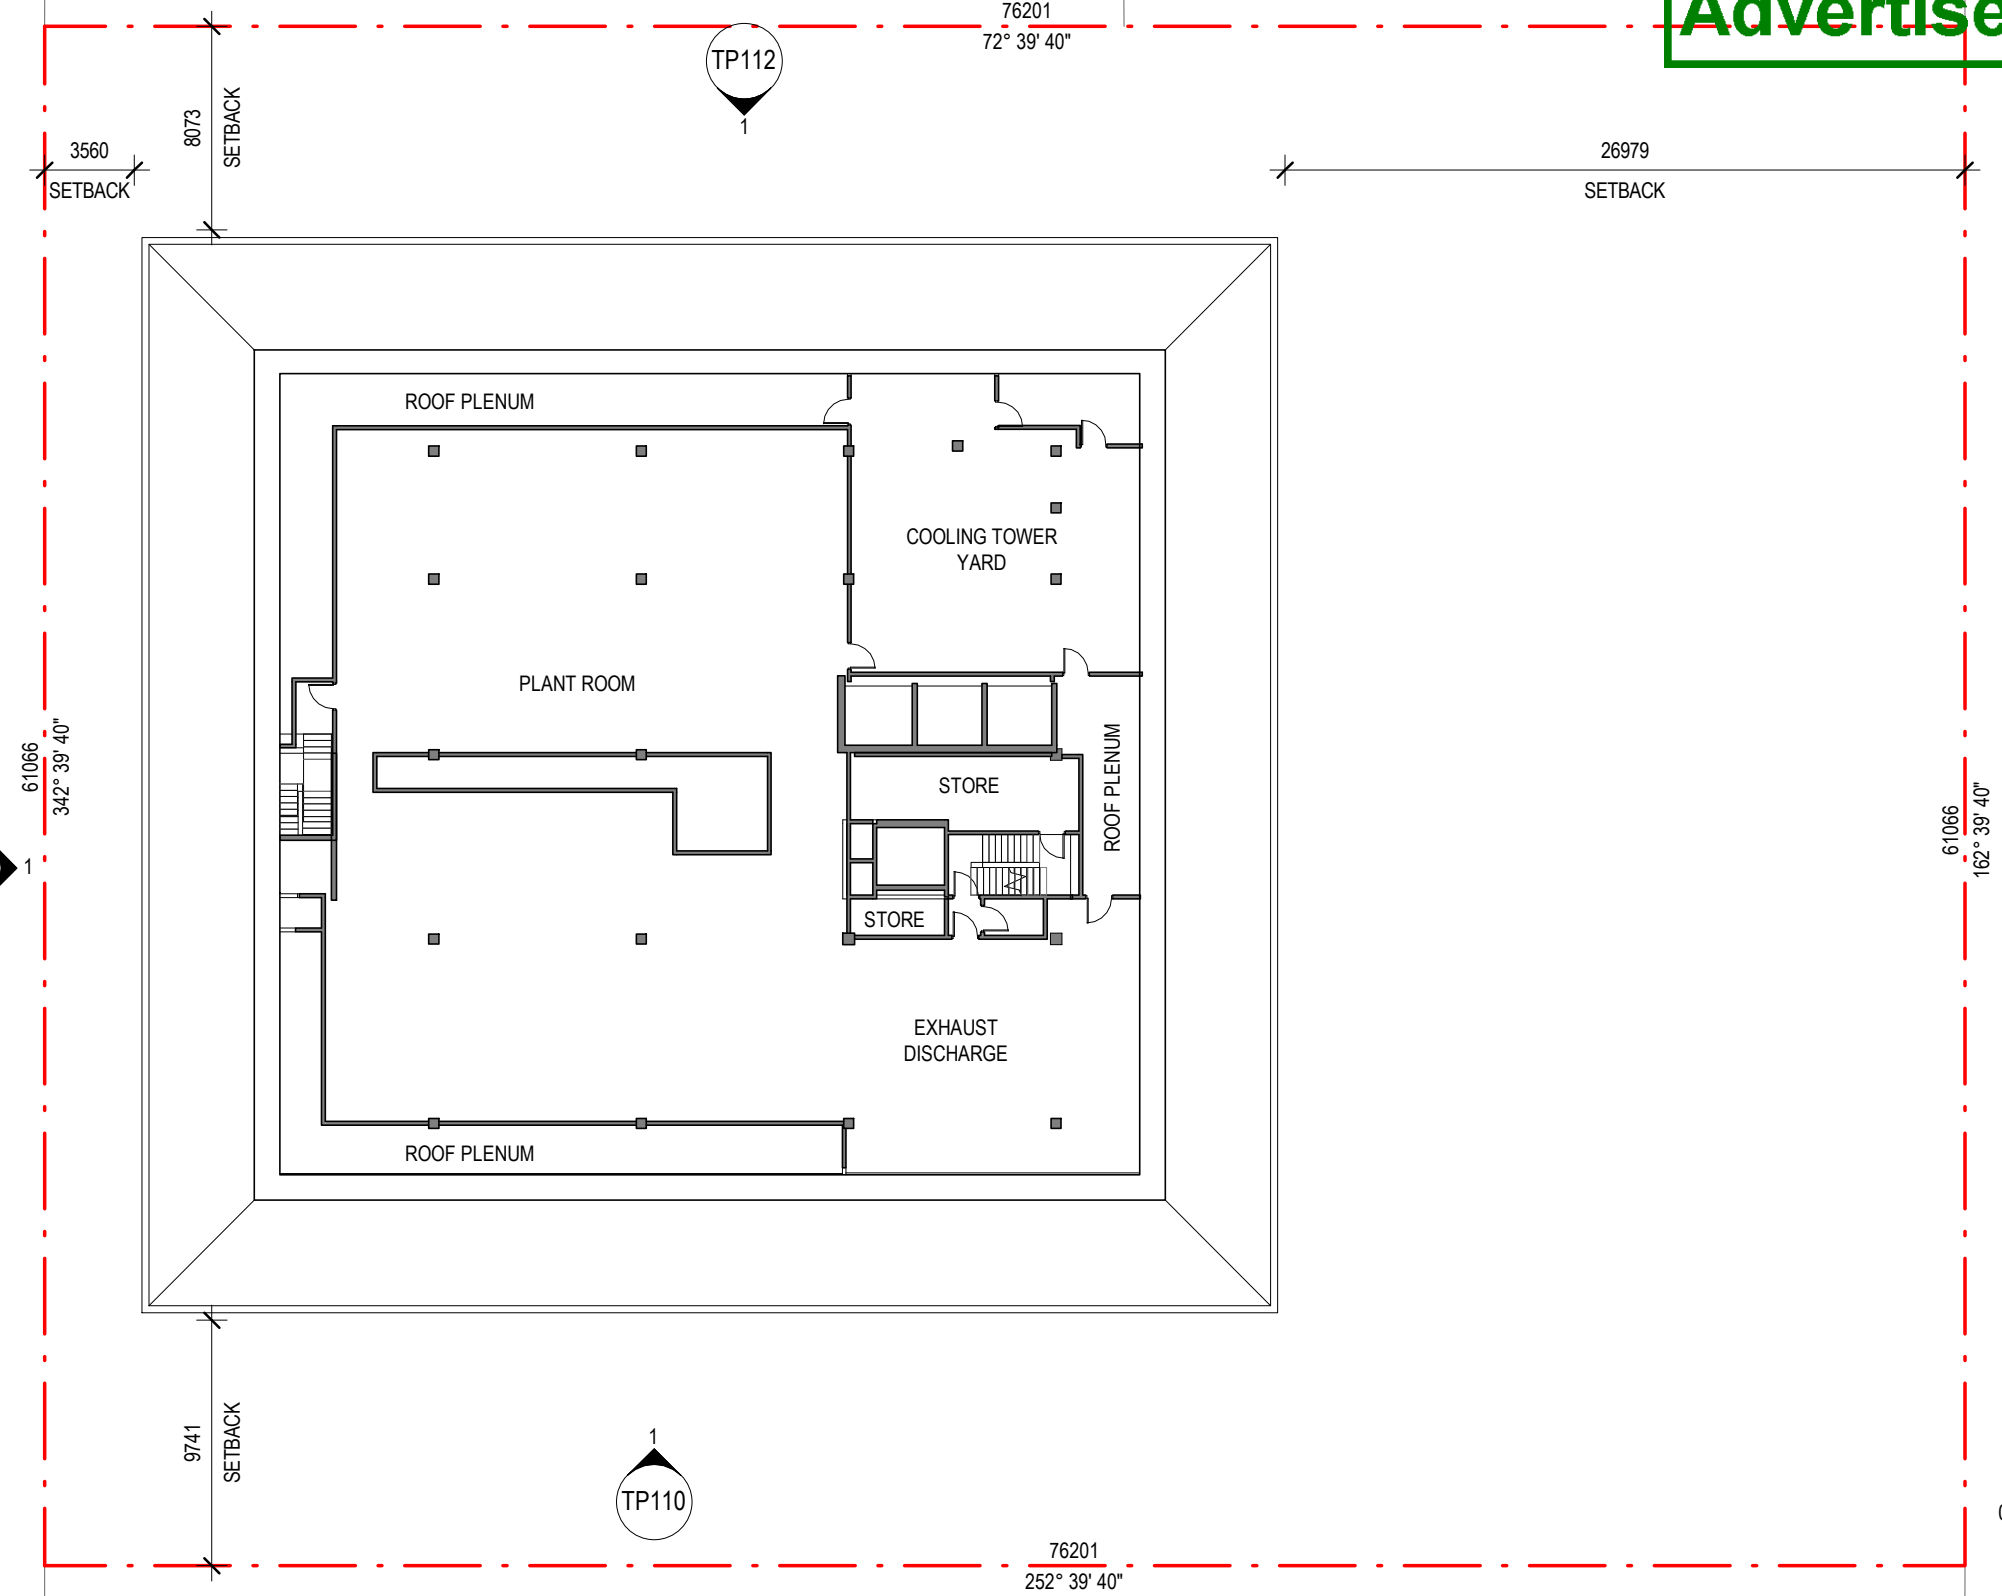 76201
72° 39' 40"
Advertise
TP112
1
8073
SETBACK
3560
SETBACK
26979
SETBACK
ROOF PLENUM
COOLING TOWER
YARD
PLANT ROOM
ROOF PLENUM
STORE
STORE
61066
342° 39' 40"
1
61066
162° 39' 40"
EXHAUST
DISCHARGE
ROOF PLENUM
9741
SETBACK
1
TP110
76201
252° 39' 40"